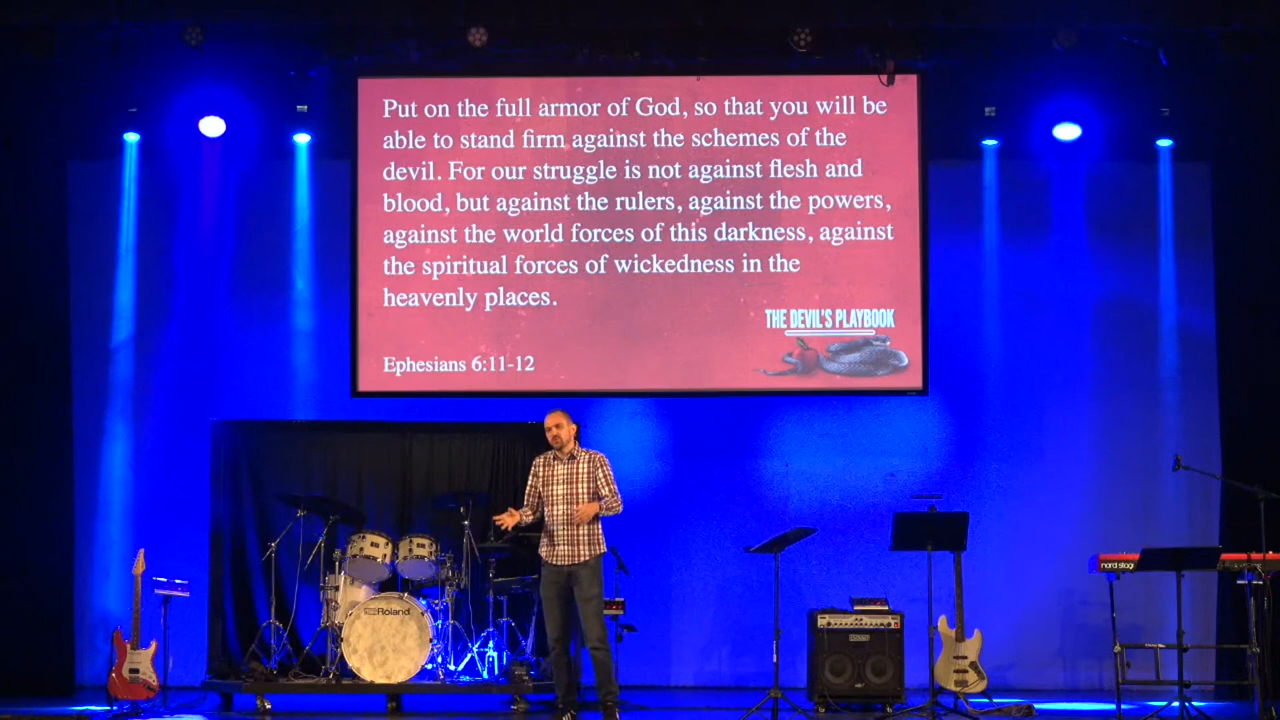 Put on the full armor of God, so that you will be
able to stand firm against the schemes of the
devil. For our struggle is not against flesh and
blood, but against the rulers, against the powers,
against the world forces of this darkness, against
the spiritual forces of wickedness in the
heavenly places.
THE DEVIL'S PLAYBOOK
Ephesians 6:11-12
Roland
nord stage